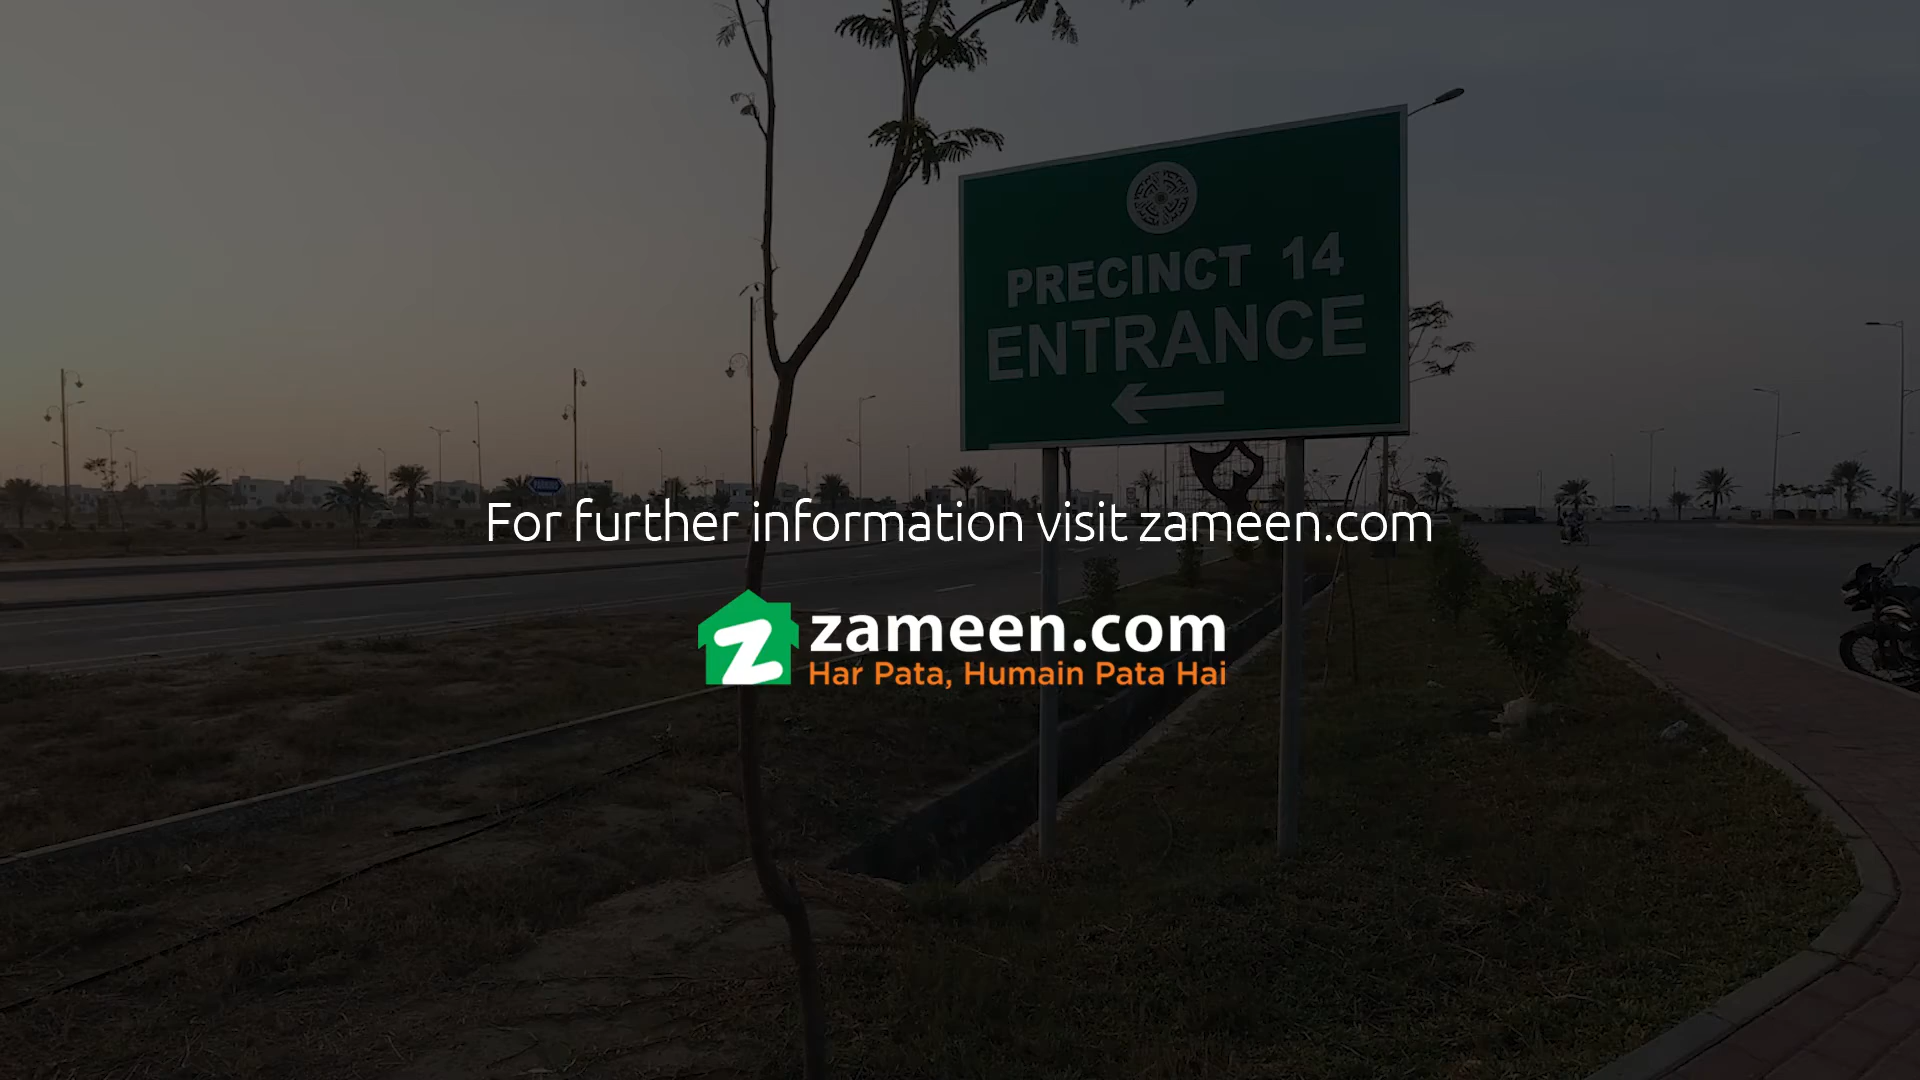 PRECINCT 14
ENTRANCE
For further information visit zameen.com
zameen.com
Har Pata, Humain Pata Hai